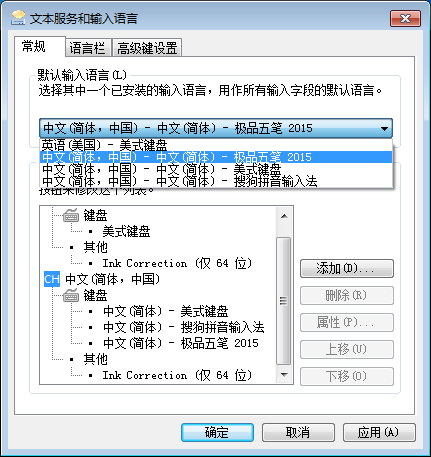 文本服务和输入语言
常规 语言栏 高级键设置
默认输入语言(L)
选择其中一个已安装的输入语言，用作所有输入字段的默认语言。
中文(简体，中国) - 中文(简体) - 极品五笔 2015
英语(美国) - 美式键盘
中文(简体，中国) - 中文(简体) - 极品五笔 2015
中文(简体，中国) - 中文(简体) - 美式键盘
中文(简体，中国) - 中文(简体) - 搜狗拼音输入法
按钮来修改这个列表。
键盘
美式键盘
其他
Ink Correction (仅 64 位)
CH 中文(简体，中国)
键盘
中文(简体) - 美式键盘
中文(简体) - 搜狗拼音输入法
中文(简体) - 极品五笔 2015
其他
Ink Correction (仅 64 位)
添加(D)...
删除(R)
属性(P)...
上移(U)
下移(O)
确定 取消 应用(A)